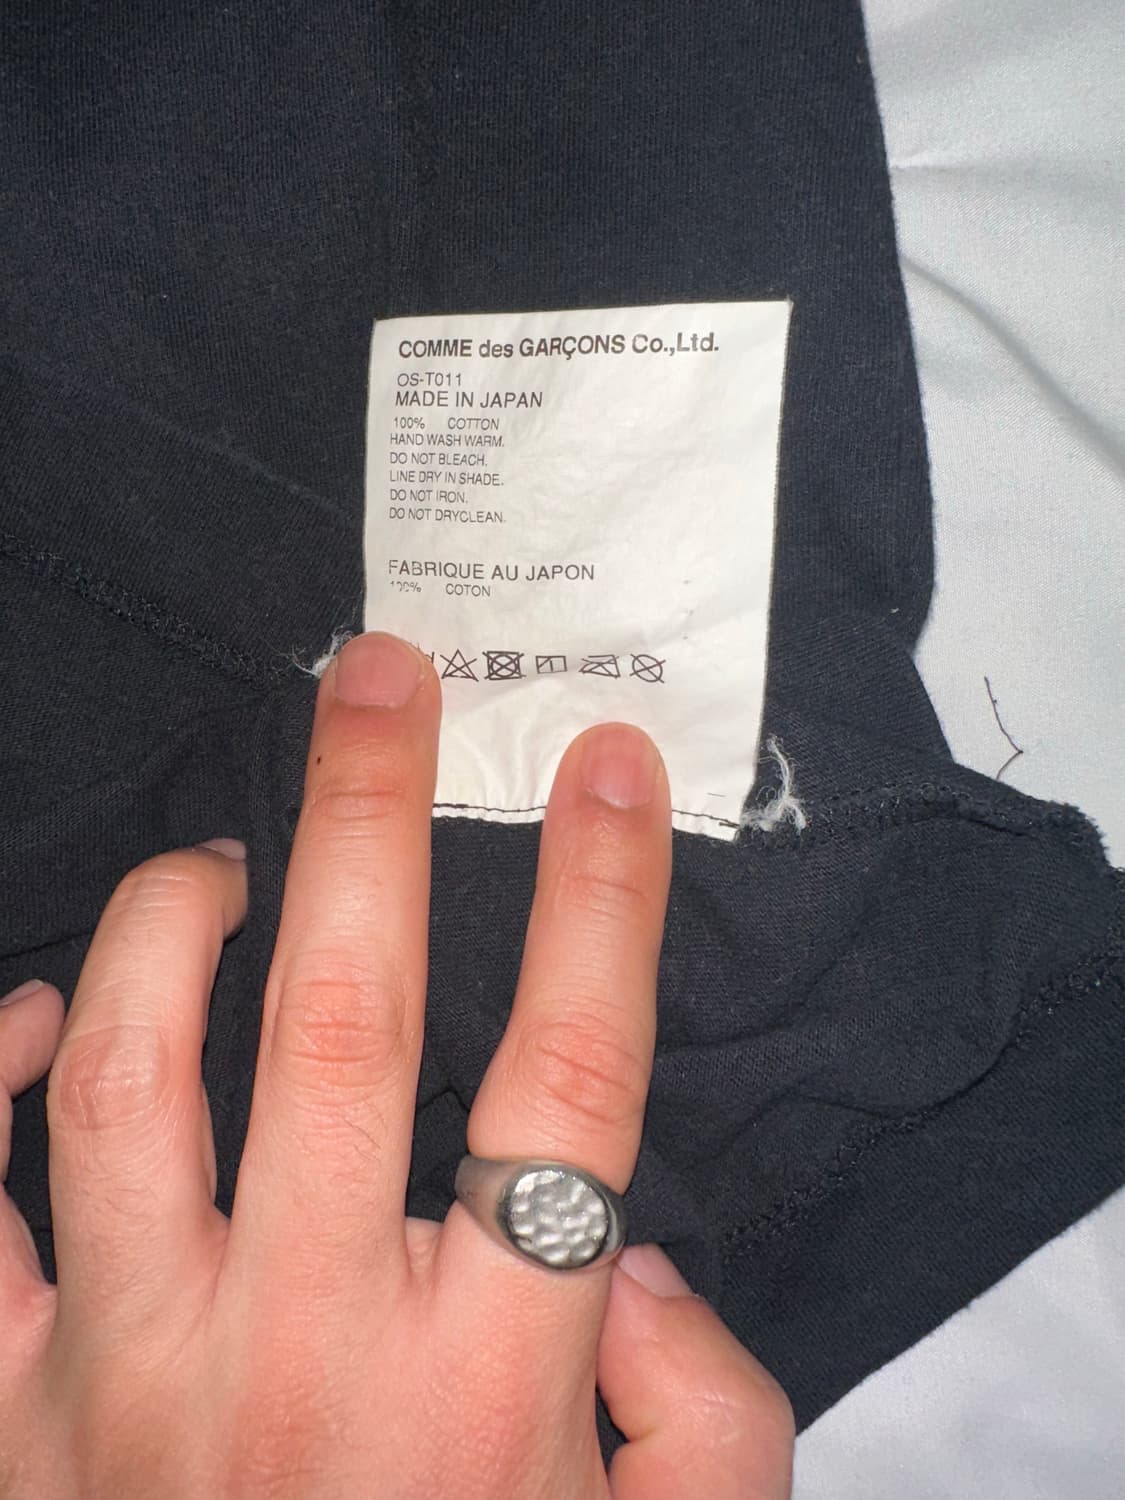 COMME des GARÇONS Co.,Ltd.
OS-T011
MADE IN JAPAN
100% COTTON
HAND WASH WARM.
DO NOT BLEACH.
LINE DRY IN SHADE.
DO NOT IRON.
DO NOT DRYCLEAN.
FABRIQUE AU JAPON
100% COTON